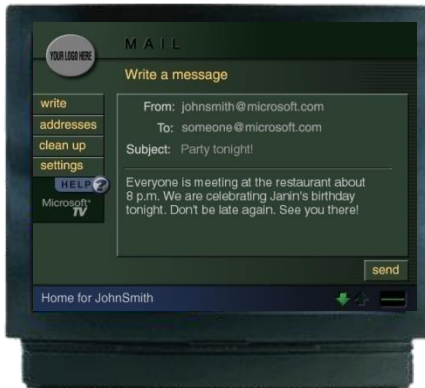 YOUR LOGO HERE
MAIL
Write a message
write
addresses
clean up
settings
HELP ?
Microsoft
TV
From: johnsmith@microsoft.com
To: someone@microsoft.com
Subject: Party tonight!
Everyone is meeting at the restaurant about
8 p.m. We are celebrating Janin's birthday
tonight. Don't be late again. See you there!
send
Home for JohnSmith